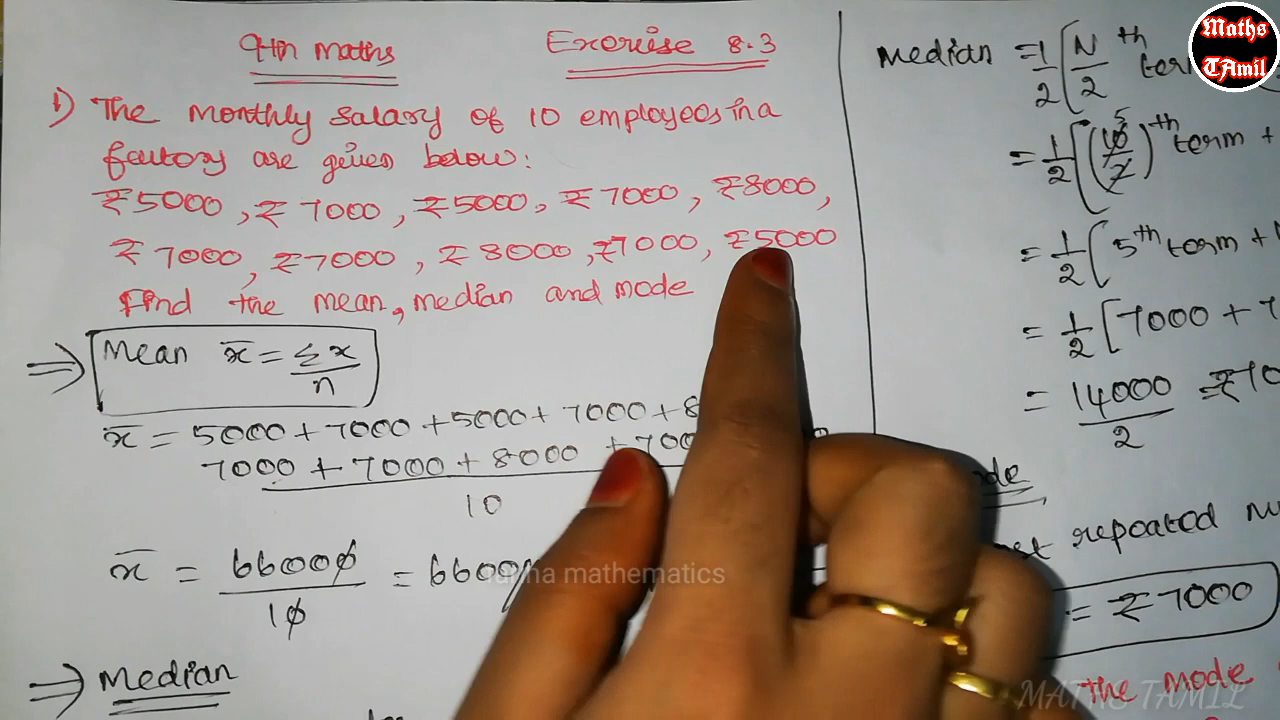 9th maths Exercise 8.3
1) The Monthly Salary of 10 employees in a
factory are given below:
₹5000, ₹7000, ₹5000, ₹7000, ₹8000,
₹7000, ₹7000, ₹8000, ₹7000, ₹5000
Find the mean, median and mode
⇒ Mean x̄ = Σx/n
x̄ = 5000 + 7000 + 5000 + 7000 + 8
7000 + 7000 + 8000 + 700
10
x̄ = 66000/10 = 6600
⇒ Median
Median = 1/2 [N/2 th
= 1/2 [(10/2)th term +
5
= 1/2 (5th term +
= 1/2 [7000 + 7
= 14000/2 =
repeated
= ₹7000
the mode
Maths
TAmil
mathematics
MATHS TAMIL